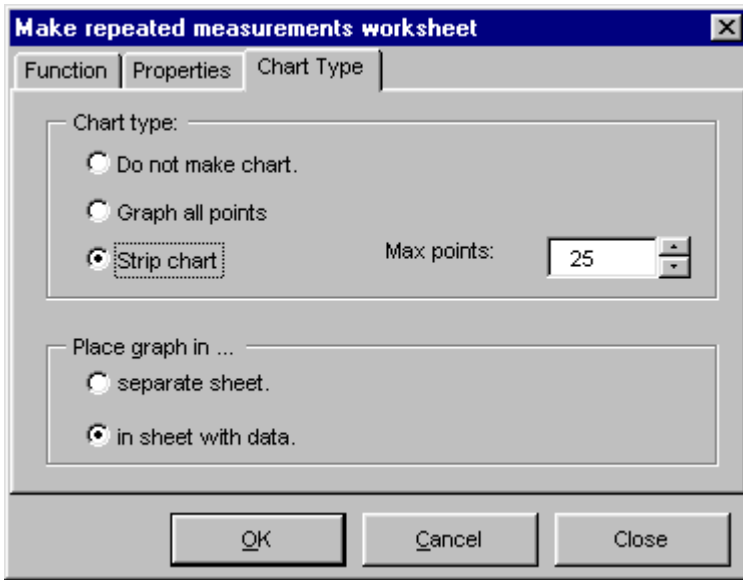 Make repeated measurements worksheet
Function Properties Chart Type
Chart type:
Do not make chart.
Graph all points
Strip chart Max points: 25
Place graph in ...
separate sheet.
in sheet with data.
OK Cancel Close